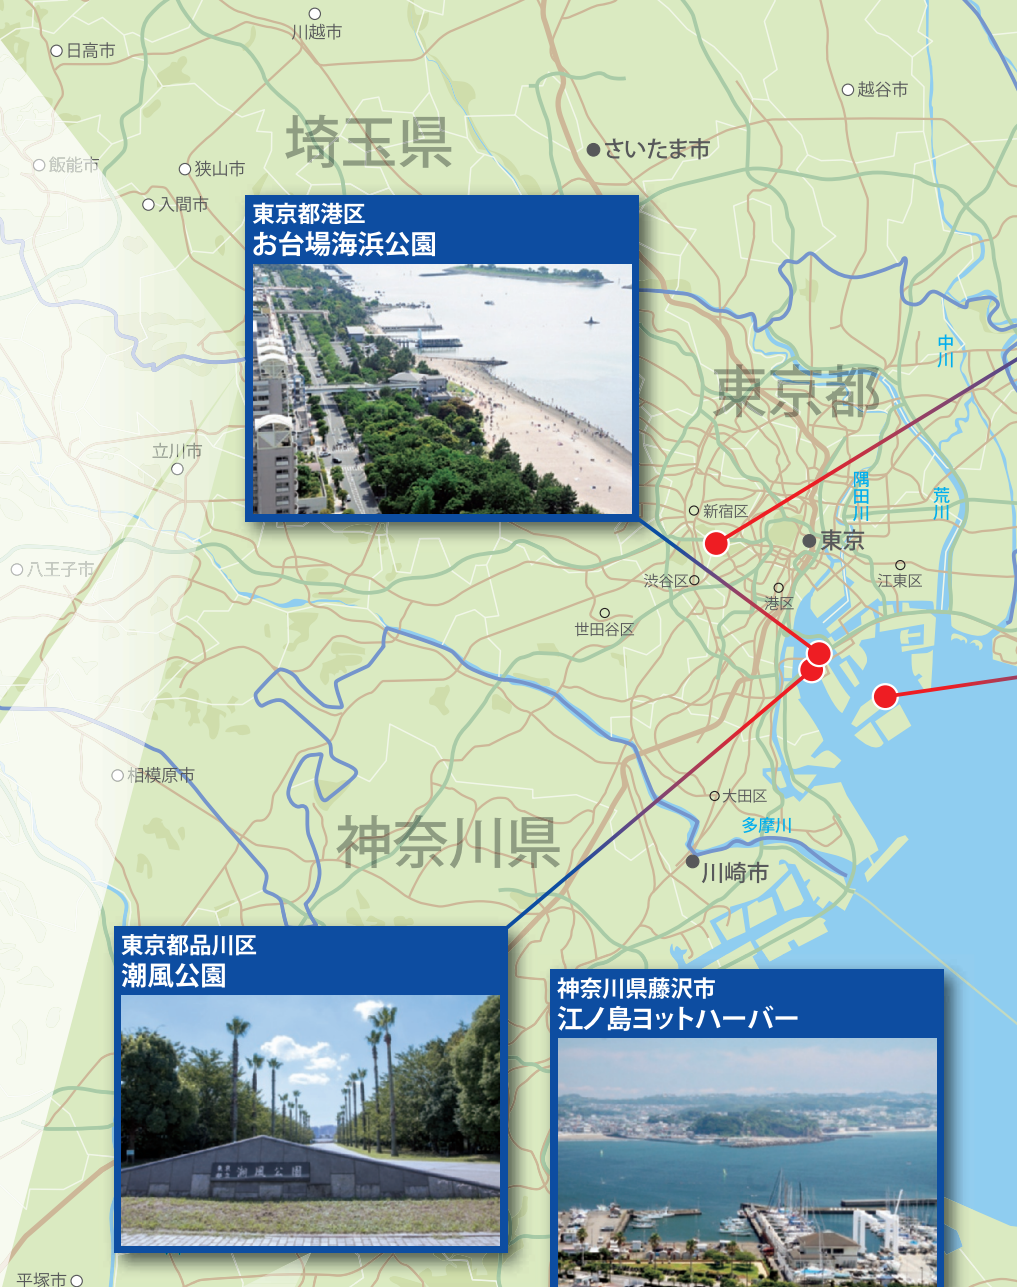 川越市
日高市
越谷市
埼玉県
さいたま市
飯能市
狭山市
入間市
東京都港区
お台場海浜公園
中川
東京都
立川市
隅田川
荒川
新宿区
東京
八王子市
渋谷区
江東区
港区
世田谷区
相模原市
大田区
多摩川
神奈川県
川崎市
東京都品川区
潮風公園
神奈川県藤沢市
江ノ島ヨットハーバー
潮風公園
平塚市